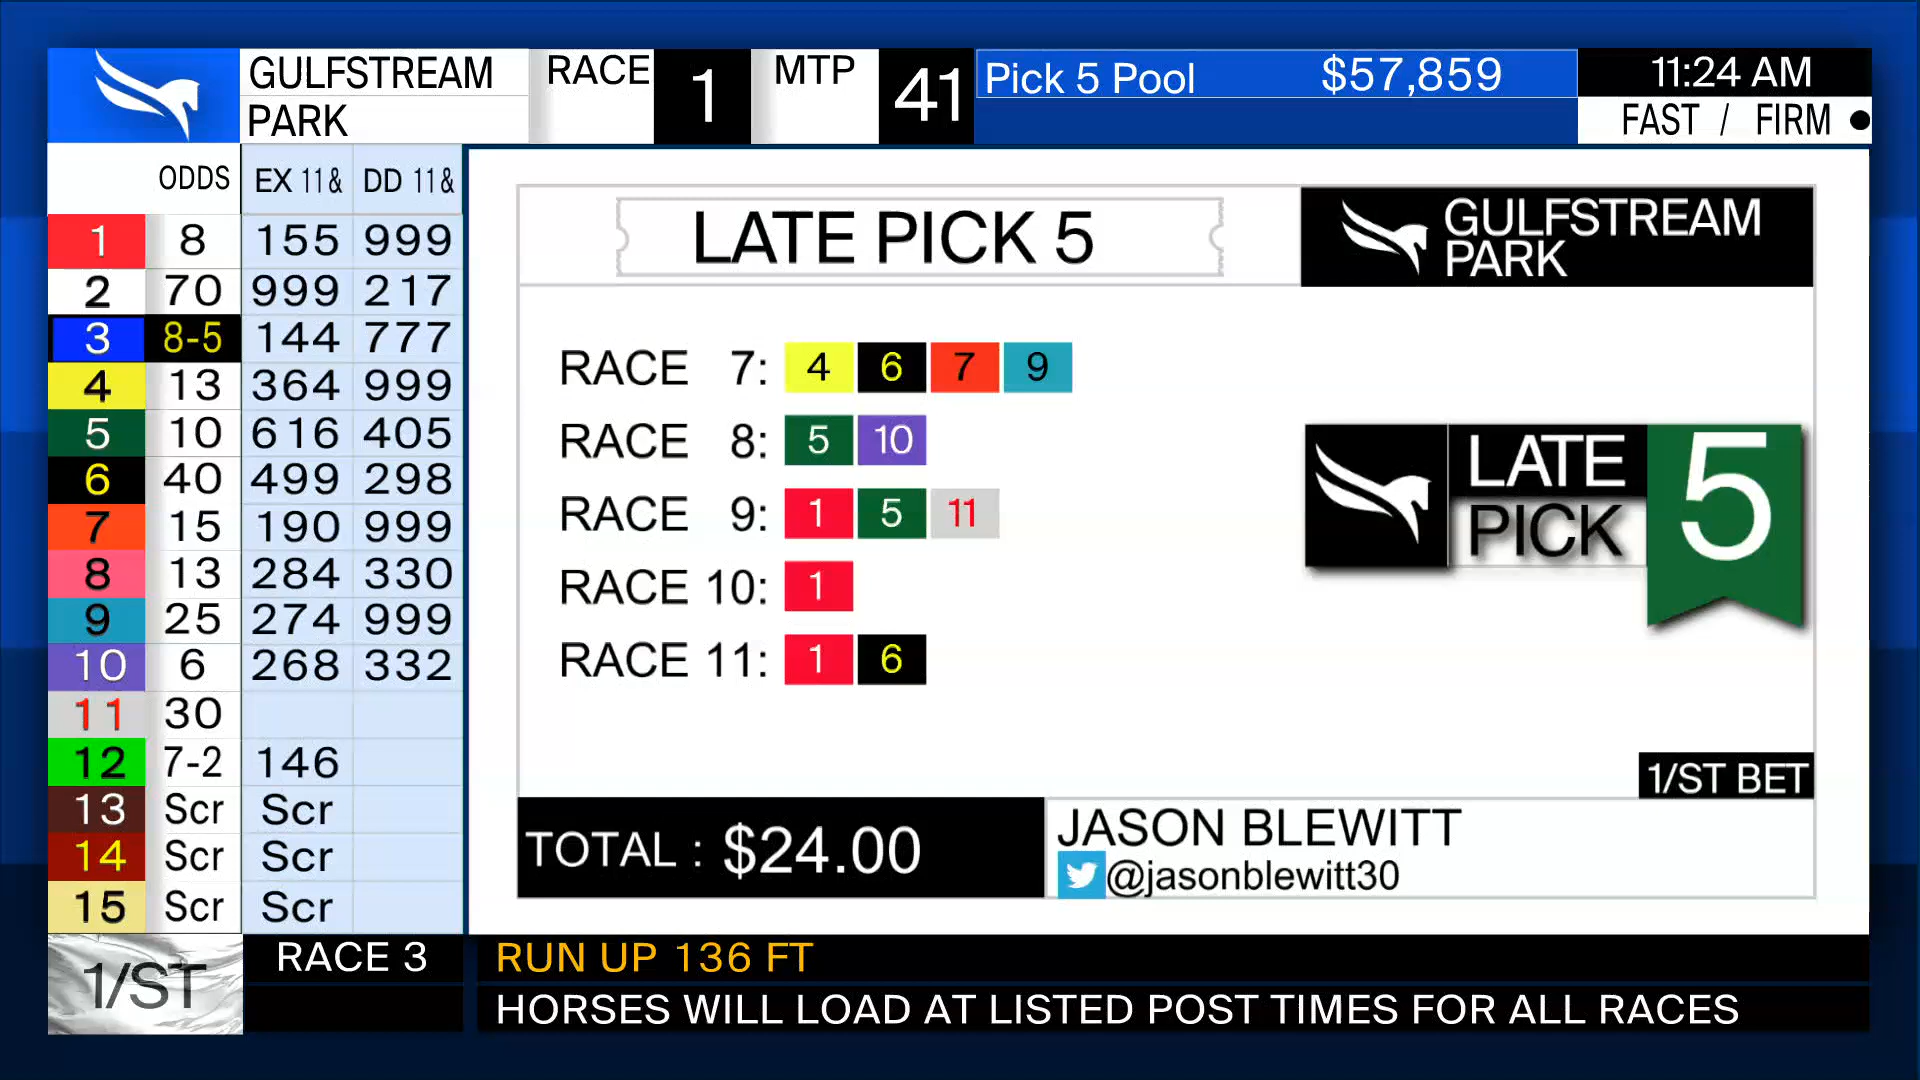 GULFSTREAM PARK
RACE 1 MTP 41
Pick 5 Pool $57,859
11:24 AM
FAST / FIRM
ODDS EX 11& DD 11&
1 8 155 999
2 70 999 217
3 8-5 144 777
4 13 364 999
5 10 616 405
6 40 499 298
7 15 190 999
8 13 284 330
9 25 274 999
10 6 268 332
11 30
12 7-2 146
13 Scr Scr
14 Scr Scr
15 Scr Scr
LATE PICK 5
GULFSTREAM
PARK
RACE 7: 4 6 7 9
RACE 8: 5 10
RACE 9: 1 5 11
RACE 10: 1
RACE 11: 1 6
LATE
PICK 5
1/ST BET
TOTAL : $24.00
JASON BLEWITT
@jasonblewitt30
1/ST
RACE 3 RUN UP 136 FT
HORSES WILL LOAD AT LISTED POST TIMES FOR ALL RACES